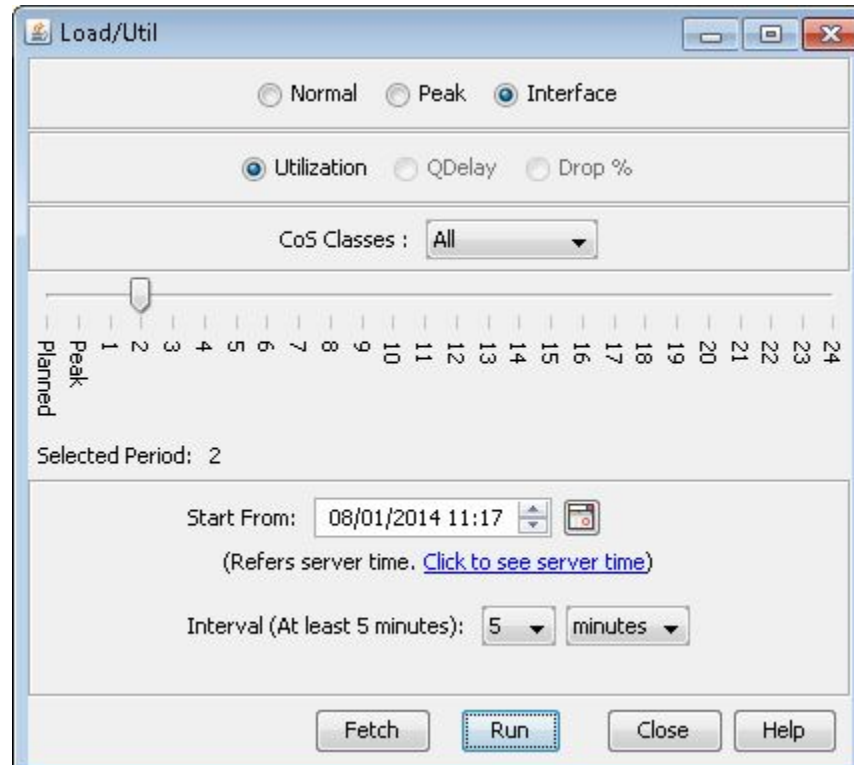 Load/Util
Normal Peak Interface
Utilization QDelay Drop %
CoS Classes : All
Planned Peak 1 2 3 4 5 6 7 8 9 10 11 12 13 14 15 16 17 18 19 20 21 22 23 24
Selected Period: 2
Start From: 08/01/2014 11:17
(Refers server time. Click to see server time)
Interval (At least 5 minutes): 5 minutes
Fetch Run Close Help